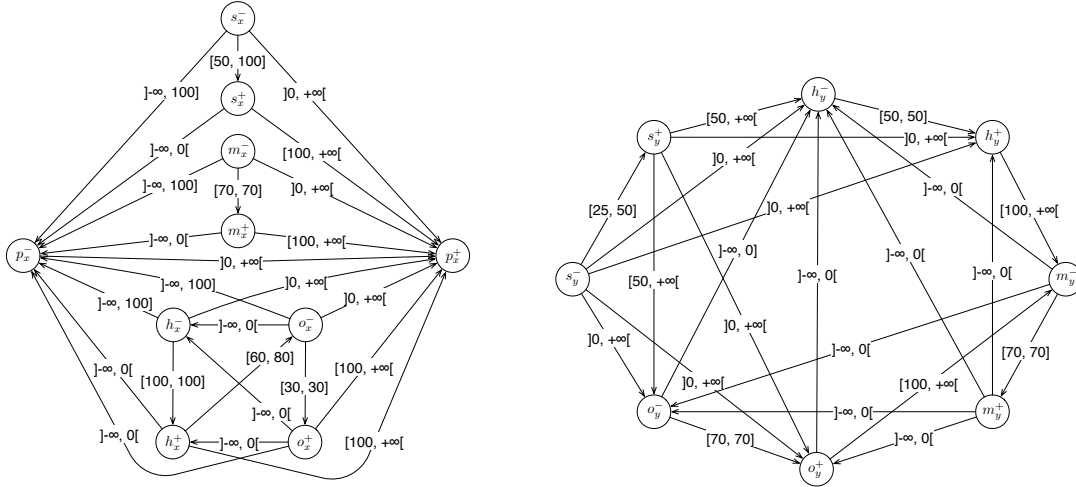 s_x^-
[50, 100]
]-∞, 100]
]0, +∞[
s_x^+
]-∞, 0[
[100, +∞[
m_x^-
]-∞, 100]
[70, 70]
]0, +∞[
m_x^+
]-∞, 0[
[100, +∞[
p_x^-
]0, +∞[
p_x^+
]-∞, 100]
]0, +∞[
]-∞, 100]
]0, +∞[
h_x^-
]-∞, 0[
o_x^-
[60, 80]
]-∞, 0[
[100, 100]
[30, 30]
[100, +∞[
]-∞, 0[
]-∞, 0[
h_x^+
]-∞, 0[
o_x^+
[100, +∞[
h_y^-
[50, +∞[
[50, 50]
s_y^+
]0, +∞[
h_y^+
]0, +∞[
]-∞, 0[
[25, 50]
]0, +∞[
[100, +∞[
]-∞, 0]
]-∞, 0[
s_y^-
[50, +∞[
]-∞, 0[
]-∞, 0[
m_y^-
]0, +∞[
]0, +∞[
]-∞, 0[
[70, 70]
]0, +∞[
[100, +∞[
o_y^-
]-∞, 0[
m_y^+
[70, 70]
]-∞, 0[
o_y^+